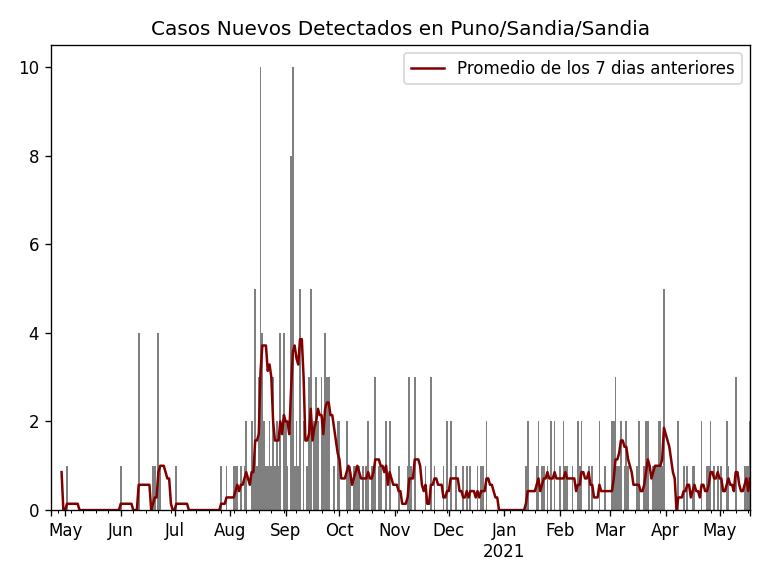 Casos Nuevos Detectados en Puno/Sandia/Sandia
Promedio de los 7 dias anteriores
10
8
6
4
2
0
May Jun Jul Aug Sep Oct Nov Dec Jan Feb Mar Apr May
2021